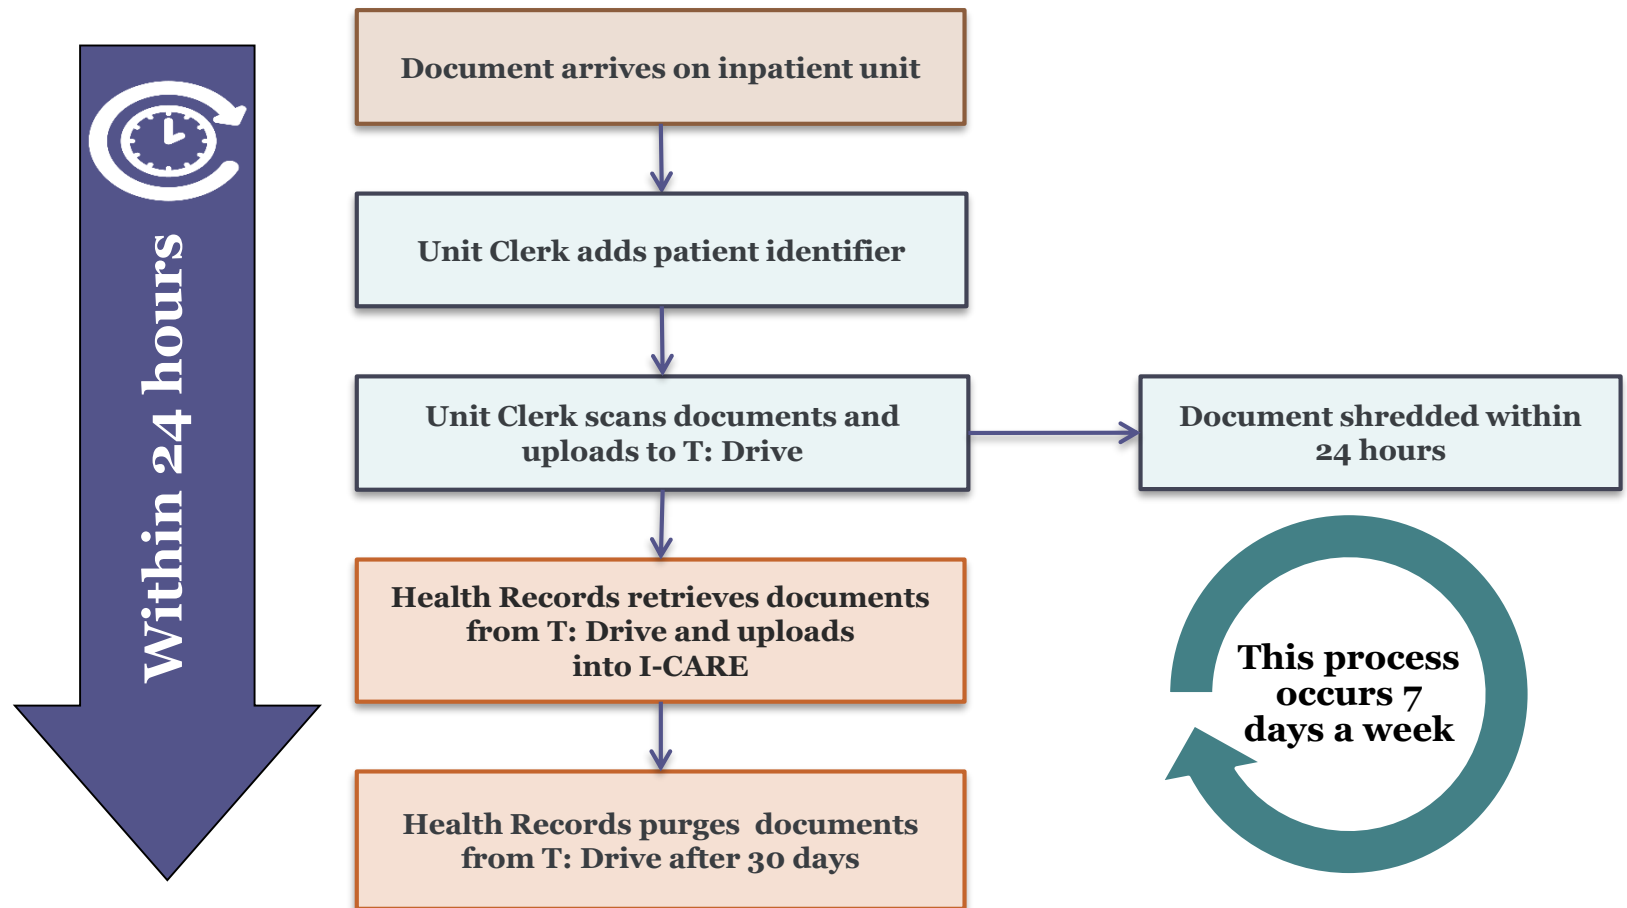 Within 24 hours
Document arrives on inpatient unit
Unit Clerk adds patient identifier
Unit Clerk scans documents and
uploads to T: Drive
Document shredded within
24 hours
Health Records retrieves documents
from T: Drive and uploads
into I-CARE
This process
occurs 7
days a week
Health Records purges  documents
from T: Drive after 30 days